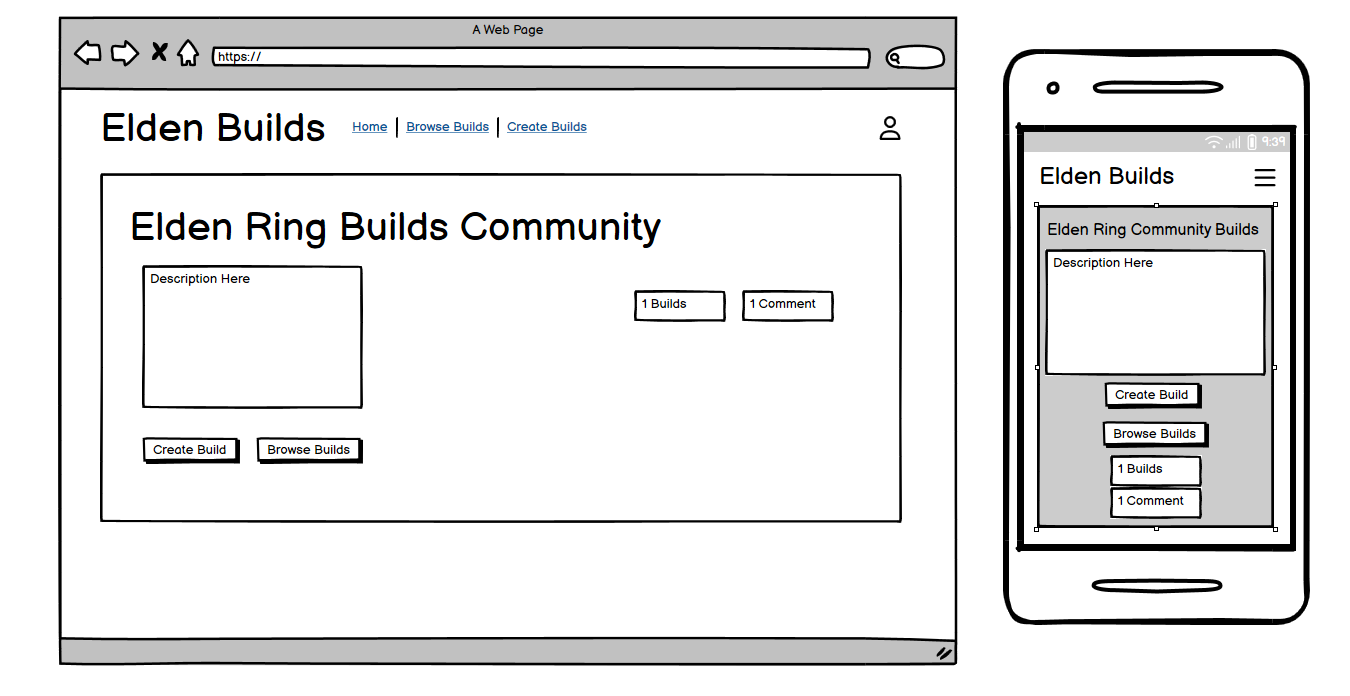 A Web Page
https://
Elden Builds
Home | Browse Builds | Create Builds
Elden Ring Builds Community
Description Here
1 Builds
1 Comment
Create Build
Browse Builds
9:39
Elden Builds
Elden Ring Community Builds
Description Here
Create Build
Browse Builds
1 Builds
1 Comment